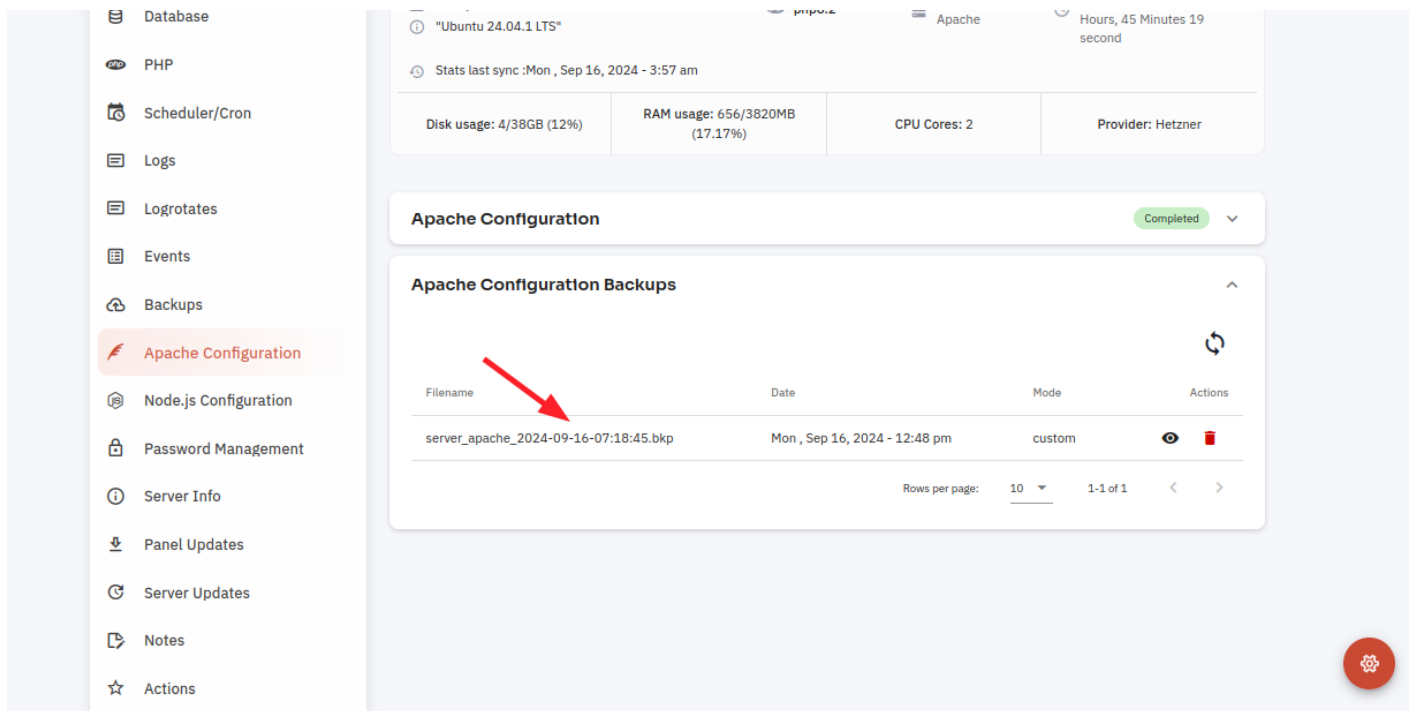 Database
PHP
Scheduler/Cron
Logs
Logrotates
Events
Backups
Apache Configuration
Node.js Configuration
Password Management
Server Info
Panel Updates
Server Updates
Notes
Actions
"Ubuntu 24.04.1 LTS"
Apache
Hours, 45 Minutes 19
second
Stats last sync :Mon , Sep 16, 2024 - 3:57 am
Disk usage: 4/38GB (12%)
RAM usage: 656/3820MB
(17.17%)
CPU Cores: 2
Provider: Hetzner
Apache Configuration
Completed
Apache Configuration Backups
Filename Date Mode Actions
server_apache_2024-09-16-07:18:45.bkp Mon , Sep 16, 2024 - 12:48 pm custom
Rows per page: 10 1-1 of 1